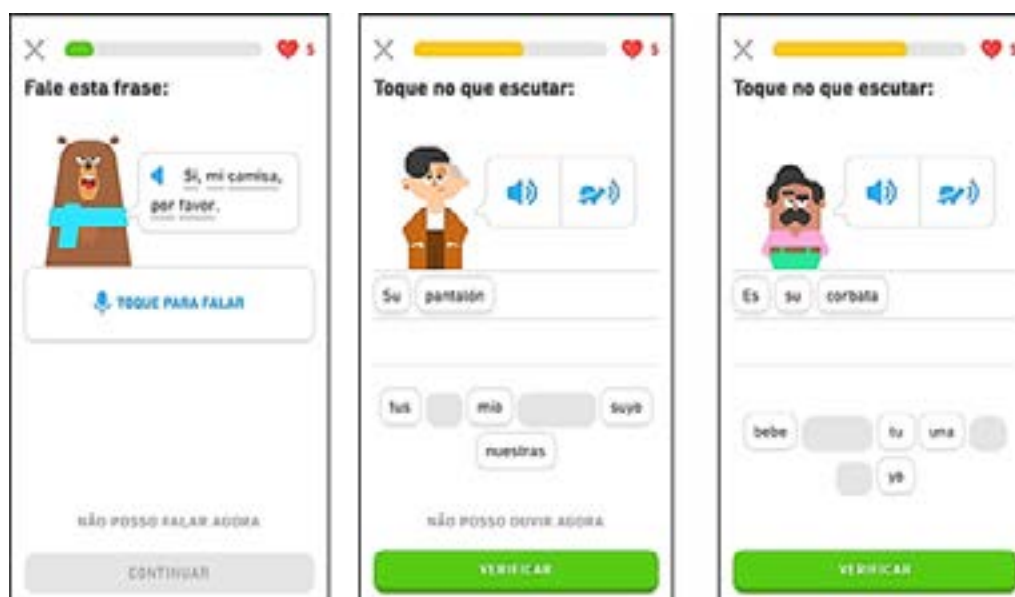 5
Fale esta frase:
Sí, mi camisa,
por favor.
TOQUE PARA FALAR
NÃO POSSO FALAR AGORA
CONTINUAR
5
Toque no que escutar:
Su pantalón
tus mío suyo
nuestras
NÃO POSSO OUVIR AGORA
VERIFICAR
5
Toque no que escutar:
Es su corbata
bebe tu una
yo
VERIFICAR